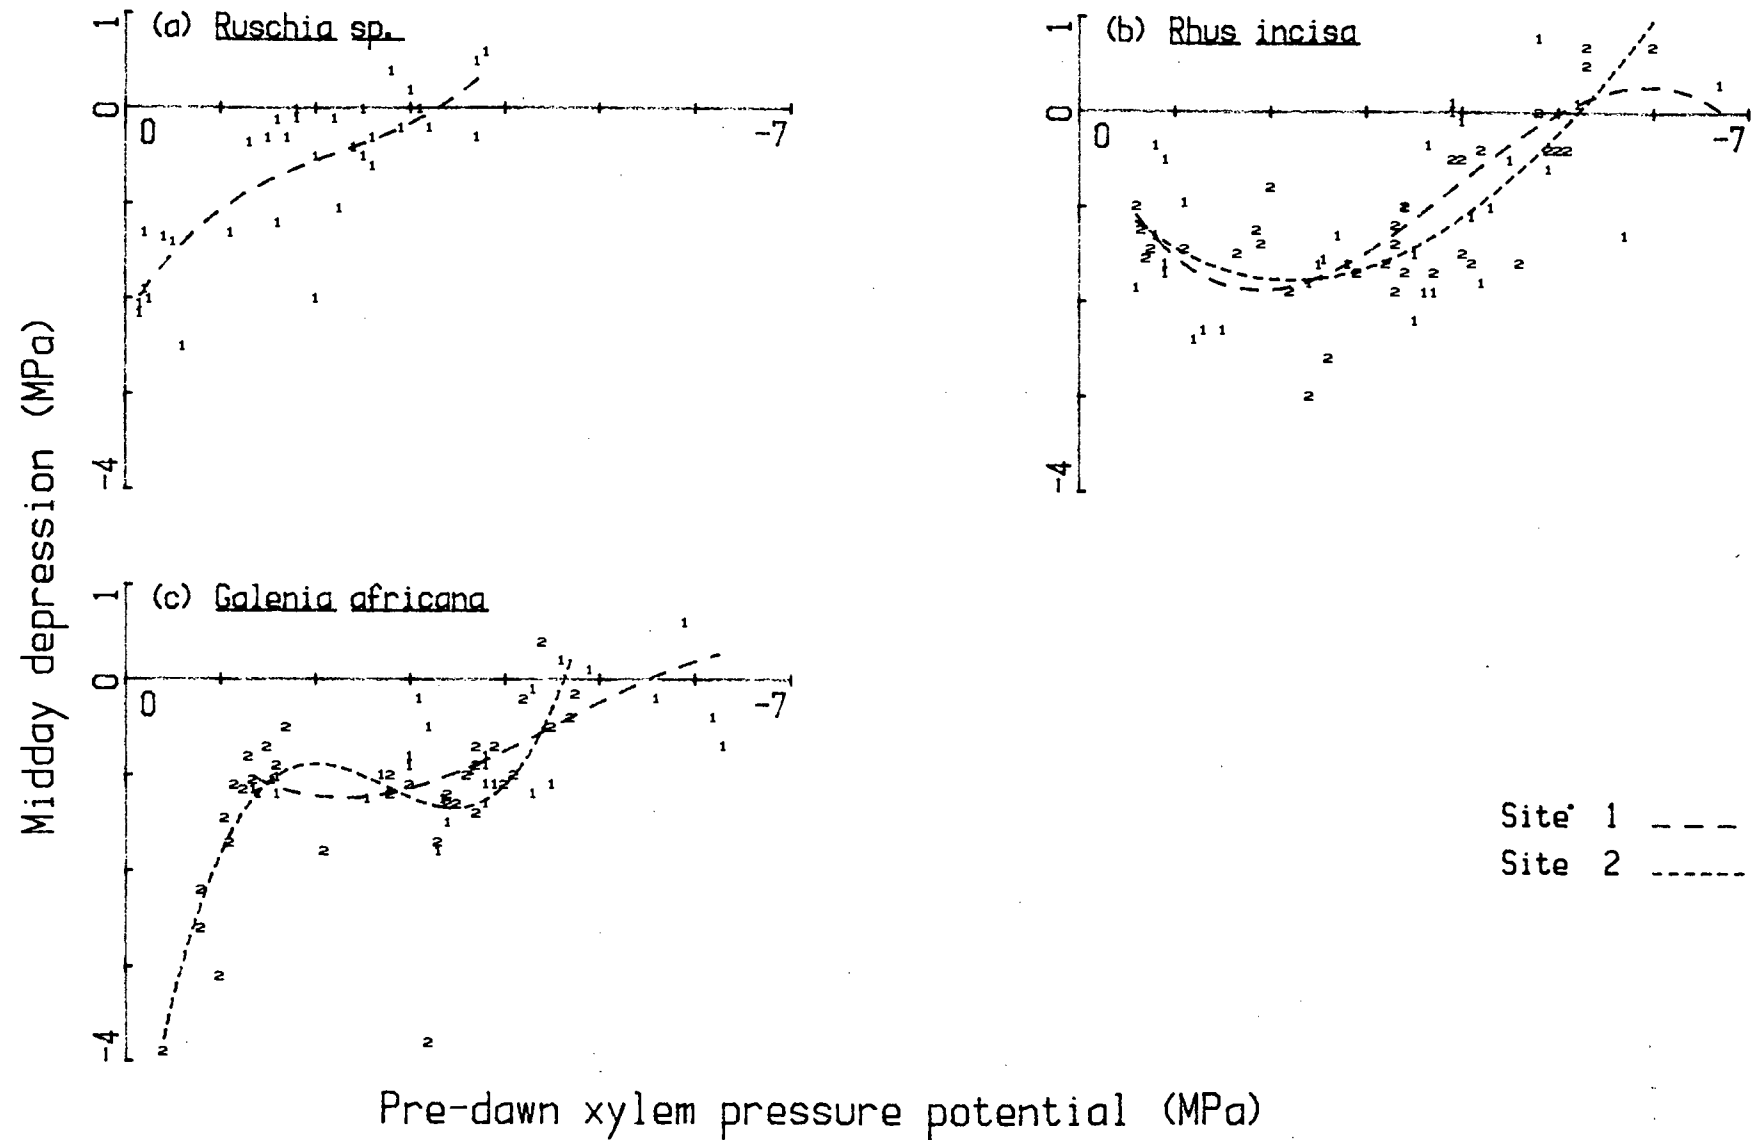 (a) Ruschia sp.
1
0
0
-7
-4
(b) Rhus incisa
1
0
0
-7
-4
(c) Galenia africana
1
0
0
-7
-4
Midday depression (MPa)
Pre-dawn xylem pressure potential (MPa)
Site 1
Site 2